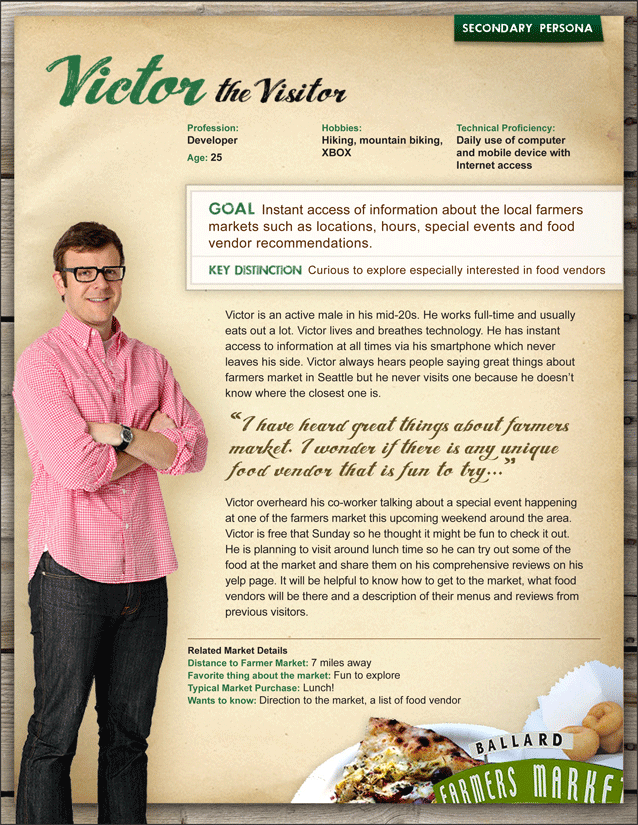 SECONDARY PERSONA
Victor the Visitor
Profession:
Developer
Age: 25
Hobbies:
Hiking, mountain biking,
XBOX
Technical Proficiency:
Daily use of computer
and mobile device with
Internet access
GOAL Instant access of information about the local farmers
markets such as locations, hours, special events and food
vendor recommendations.
KEY DISTINCTION Curious to explore especially interested in food vendors
Victor is an active male in his mid-20s. He works full-time and usually
eats out a lot. Victor lives and breathes technology. He has instant
access to information at all times via his smartphone which never
leaves his side. Victor always hears people saying great things about
farmers market in Seattle but he never visits one because he doesn't
know where the closest one is.
“I have heard great things about farmers
market. I wonder if there is any unique
food vendor that is fun to try...”
Victor overheard his co-worker talking about a special event happening
at one of the farmers market this upcoming weekend around the area.
Victor is free that Sunday so he thought it might be fun to check it out.
He is planning to visit around lunch time so he can try out some of the
food at the market and share them on his comprehensive reviews on his
yelp page. It will be helpful to know how to get to the market, what food
vendors will be there and a description of their menus and reviews from
previous visitors.
Related Market Details
Distance to Farmer Market: 7 miles away
Favorite thing about the market: Fun to explore
Typical Market Purchase: Lunch!
Wants to know: Direction to the market, a list of food vendor
BALLARD
FARMERS MARKET